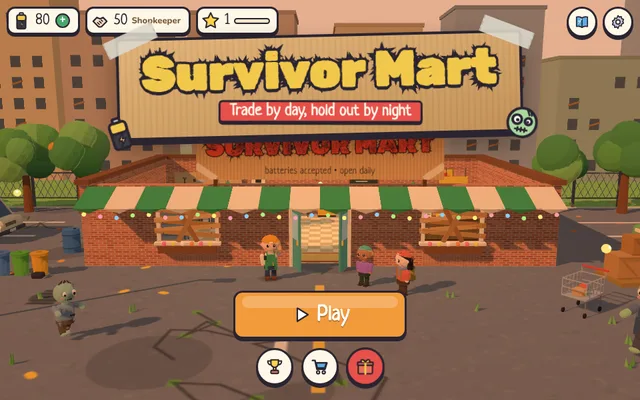 80
50 Shopkeeper
1
Survivor Mart
Trade by day, hold out by night
SURVIVOR MART
batteries accepted • open daily
Play